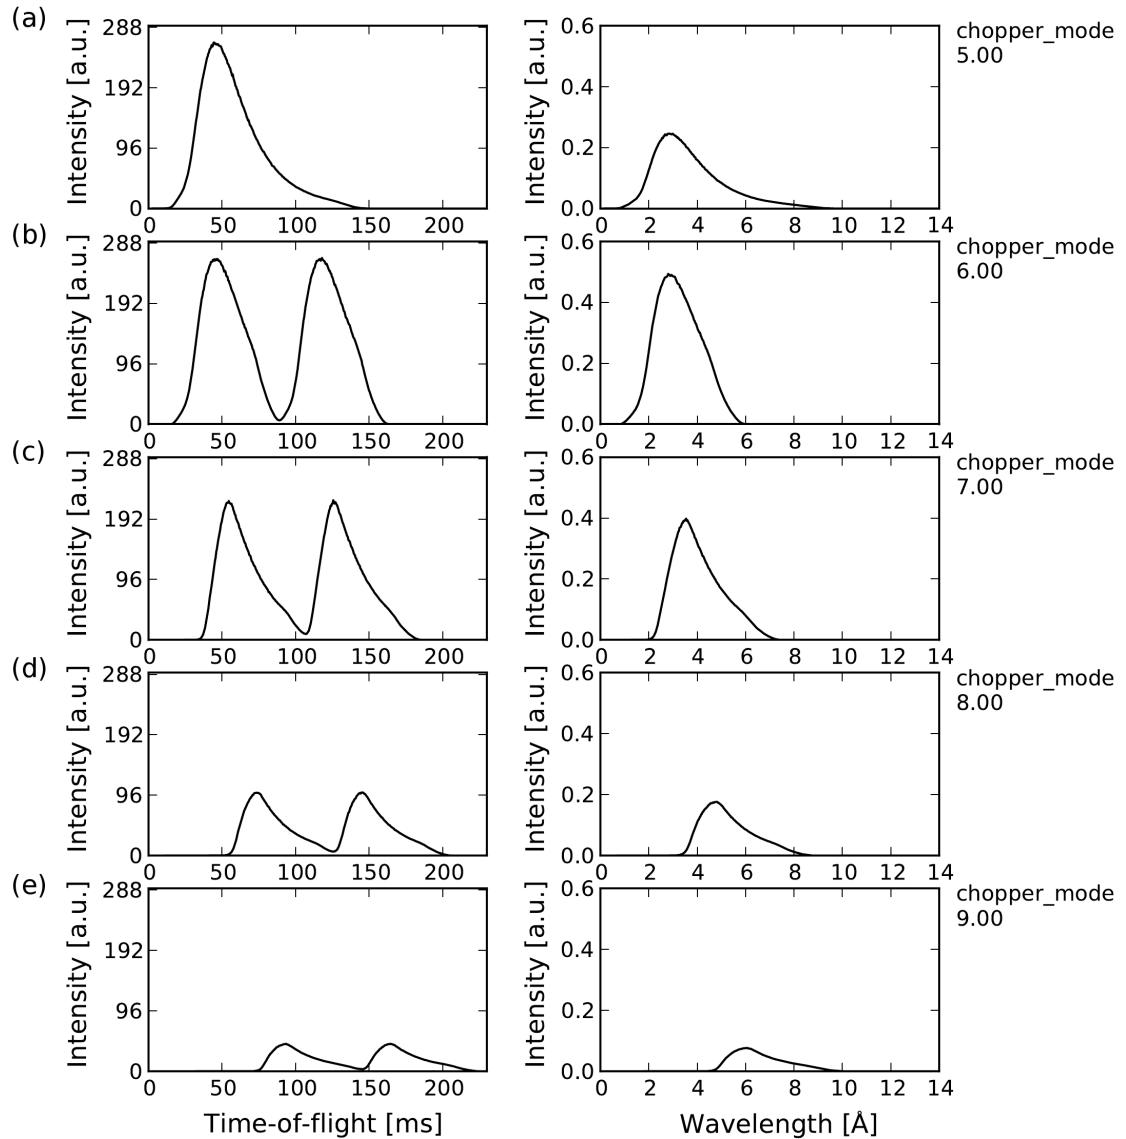 (a)
Intensity [a.u.]
288
192
96
0
0 50 100 150 200
Intensity [a.u.]
0.6
0.4
0.2
0.0
0 2 4 6 8 10 12 14
chopper_mode
5.00
(b)
Intensity [a.u.]
288
192
96
0
0 50 100 150 200
Intensity [a.u.]
0.6
0.4
0.2
0.0
0 2 4 6 8 10 12 14
chopper_mode
6.00
(c)
Intensity [a.u.]
288
192
96
0
0 50 100 150 200
Intensity [a.u.]
0.6
0.4
0.2
0.0
0 2 4 6 8 10 12 14
chopper_mode
7.00
(d)
Intensity [a.u.]
288
192
96
0
0 50 100 150 200
Intensity [a.u.]
0.6
0.4
0.2
0.0
0 2 4 6 8 10 12 14
chopper_mode
8.00
(e)
Intensity [a.u.]
288
192
96
0
0 50 100 150 200
Time-of-flight [ms]
Intensity [a.u.]
0.6
0.4
0.2
0.0
0 2 4 6 8 10 12 14
Wavelength [Å]
chopper_mode
9.00